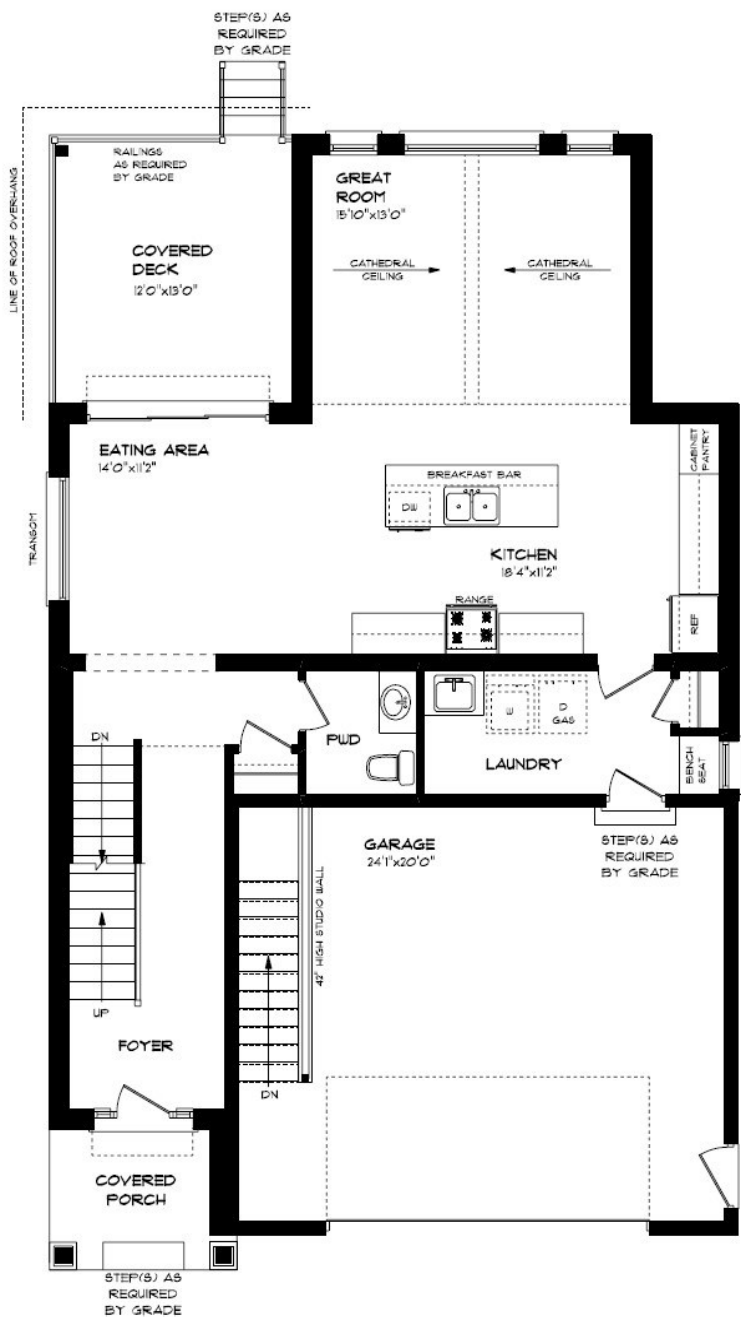 STEP(S) AS
REQUIRED
BY GRADE
LINE OF ROOF OVERHANG
RAILINGS
AS REQUIRED
BY GRADE
COVERED
DECK
12'0"x13'0"
GREAT
ROOM
15'10"x13'0"
CATHEDRAL
CEILING
CATHEDRAL
CEILING
EATING AREA
14'0"x11'2"
TRANSOM
BREAKFAST BAR
DW
CABINET
PANTRY
KITCHEN
18'4"x11'2"
RANGE
REF
DN
PWD
W
D
GAS
LAUNDRY
BENCH
SEAT
UP
FOYER
GARAGE
24'1"x20'0"
STEP(S) AS
REQUIRED
BY GRADE
42" HIGH STUDIO WALL
DN
COVERED
PORCH
STEP(S) AS
REQUIRED
BY GRADE